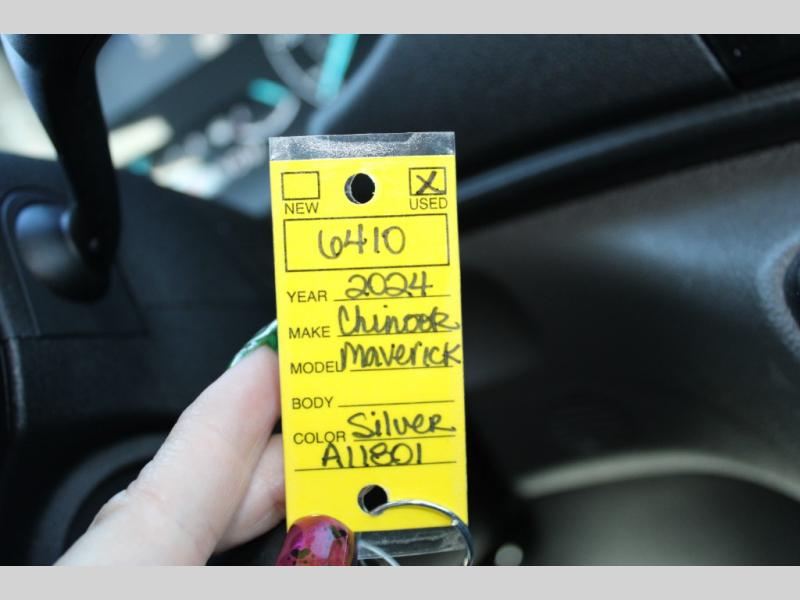 X
NEW USED
6410
YEAR 2024
MAKE Chinook
MODEL Maverick
BODY
COLOR Silver
A11801